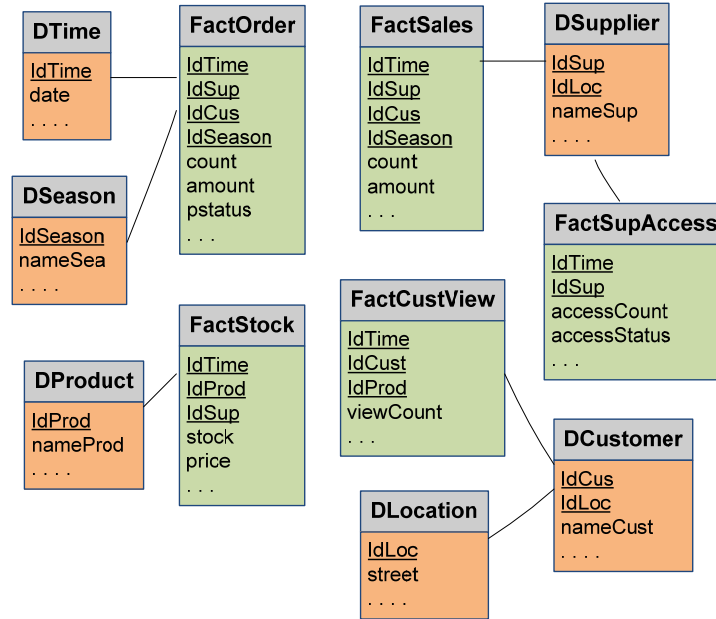 DTime
IdTime
date
. . . .
FactOrder
IdTime
IdSup
IdCus
IdSeason
count
amount
pstatus
. . .
FactSales
IdTime
IdSup
IdCus
IdSeason
count
amount
. . .
DSupplier
IdSup
IdLoc
nameSup
. . . .
DSeason
IdSeason
nameSea
. . . .
FactSupAccess
IdTime
IdSup
accessCount
accessStatus
. . .
FactStock
IdTime
IdProd
IdSup
stock
price
. . .
FactCustView
IdTime
IdCust
IdProd
viewCount
. . .
DProduct
IdProd
nameProd
. . . .
DCustomer
IdCus
IdLoc
nameCust
. . . .
DLocation
IdLoc
street
. . . .